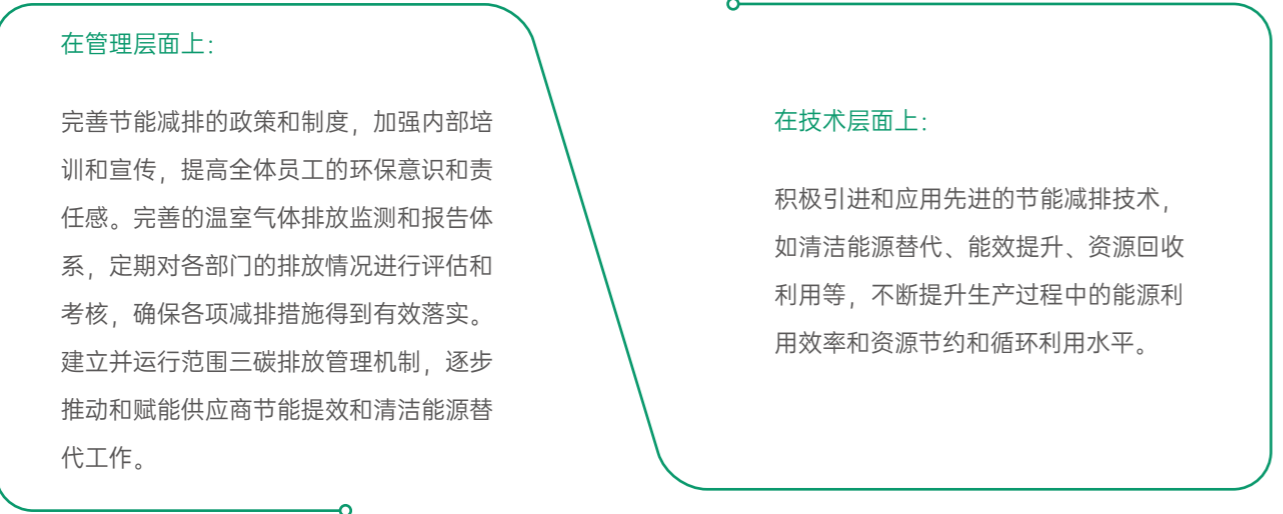 在管理层面上：
完善节能减排的政策和制度，加强内部培
训和宣传，提高全体员工的环保意识和责
任感。完善的温室气体排放监测和报告体
系，定期对各部门的排放情况进行评估和
考核，确保各项减排措施得到有效落实。
建立并运行范围三碳排放管理机制，逐步
推动和赋能供应商节能提效和清洁能源替
代工作。
在技术层面上：
积极引进和应用先进的节能减排技术，
如清洁能源替代、能效提升、资源回收
利用等，不断提升生产过程中的能源利
用效率和资源节约和循环利用水平。